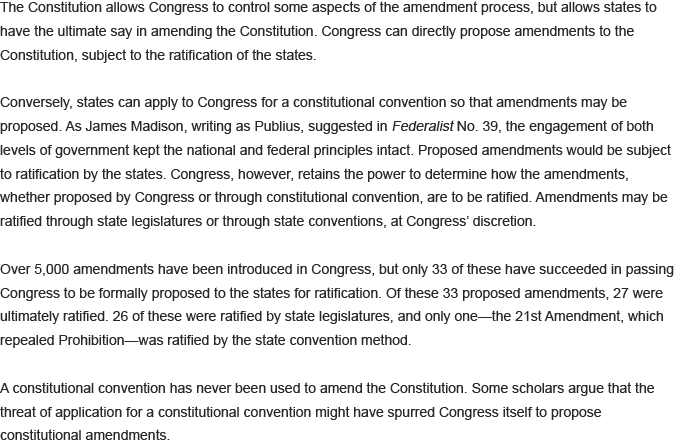 The Constitution allows Congress to control some aspects of the amendment process, but allows states to
have the ultimate say in amending the Constitution. Congress can directly propose amendments to the
Constitution, subject to the ratification of the states.
Conversely, states can apply to Congress for a constitutional convention so that amendments may be
proposed. As James Madison, writing as Publius, suggested in Federalist No. 39, the engagement of both
levels of government kept the national and federal principles intact. Proposed amendments would be subject
to ratification by the states. Congress, however, retains the power to determine how the amendments,
whether proposed by Congress or through constitutional convention, are to be ratified. Amendments may be
ratified through state legislatures or through state conventions, at Congress' discretion.
Over 5,000 amendments have been introduced in Congress, but only 33 of these have succeeded in passing
Congress to be formally proposed to the states for ratification. Of these 33 proposed amendments, 27 were
ultimately ratified. 26 of these were ratified by state legislatures, and only one—the 21st Amendment, which
repealed Prohibition—was ratified by the state convention method.
A constitutional convention has never been used to amend the Constitution. Some scholars argue that the
threat of application for a constitutional convention might have spurred Congress itself to propose
constitutional amendments.